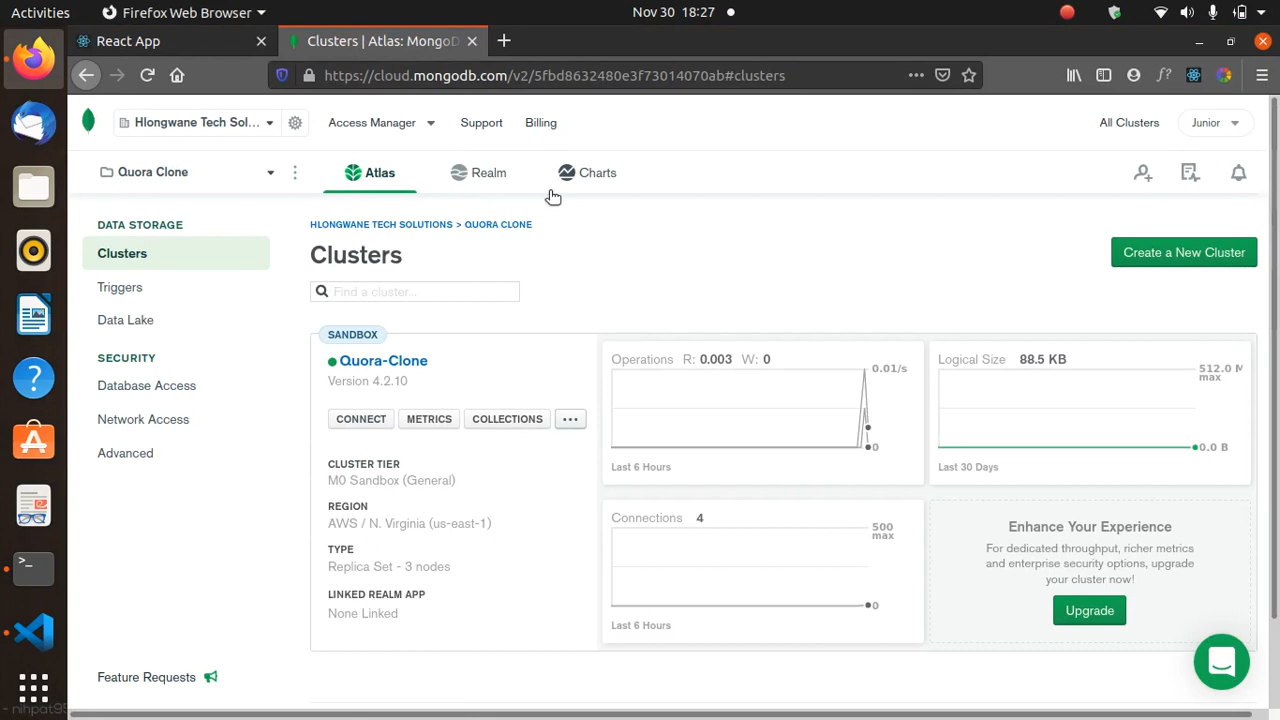 Activities
Firefox Web Browser
Nov 30 18:27
React App
Clusters | Atlas: MongoD
https://cloud.mongodb.com/v2/5fbd8632480e3f73014070ab#clusters
Hlongwane Tech Sol...
Access Manager
Support
Billing
All Clusters
Junior
Quora Clone
Atlas
Realm
Charts
DATA STORAGE
Clusters
Triggers
Data Lake
SECURITY
Database Access
Network Access
Advanced
Feature Requests
HLONGWANE TECH SOLUTIONS > QUORA CLONE
Clusters
Create a New Cluster
Find a cluster...
SANDBOX
Quora-Clone
Version 4.2.10
CONNECT
METRICS
COLLECTIONS
...
CLUSTER TIER
M0 Sandbox (General)
REGION
AWS / N. Virginia (us-east-1)
TYPE
Replica Set - 3 nodes
LINKED REALM APP
None Linked
Operations R: 0.003 W: 0
0.01/s
0
Last 6 Hours
Logical Size 88.5 KB
512.0 M
max
0.0 B
Last 30 Days
Connections 4
500
max
0
Last 6 Hours
Enhance Your Experience
For dedicated throughput, richer metrics
and enterprise security options, upgrade
your cluster now!
Upgrade